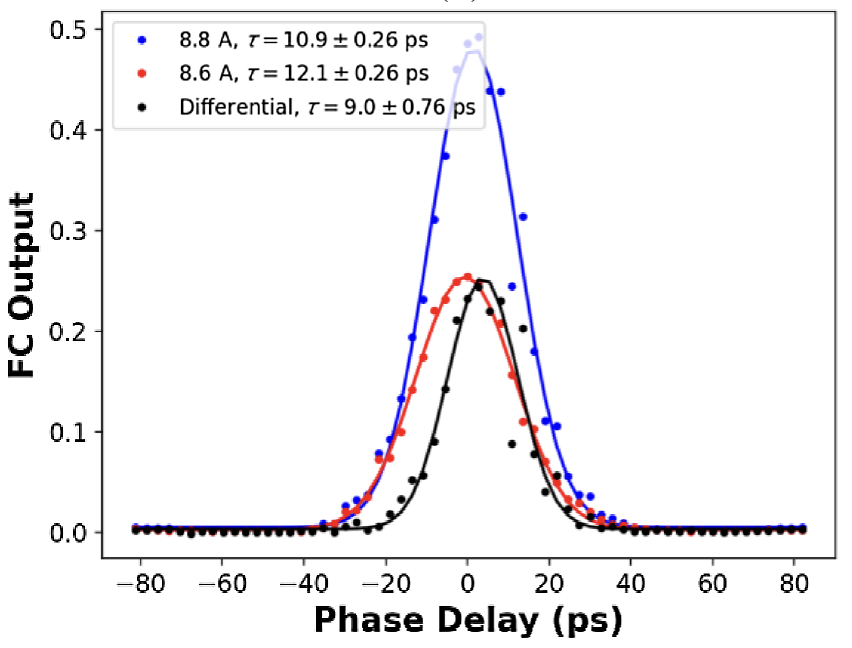 8.8 A, τ = 10.9 ± 0.26 ps
8.6 A, τ = 12.1 ± 0.26 ps
Differential, τ = 9.0 ± 0.76 ps
FC Output
0.5
0.4
0.3
0.2
0.1
0.0
−80 −60 −40 −20 0 20 40 60 80
Phase Delay (ps)